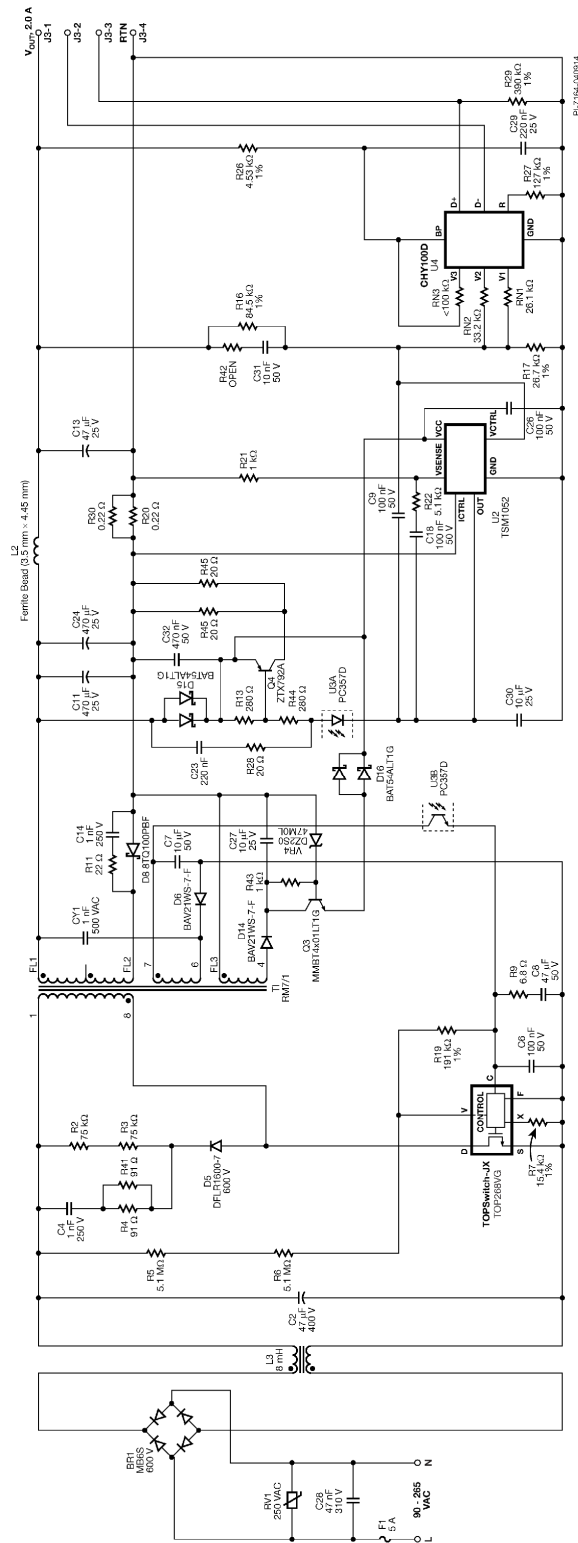 L
N
90 - 265
VAC
F1
5 A
C28
47 nF
310 V
RV1
250 VAC
BR1
MB6S
600 V
L3
8 mH
C2
47 µF
400 V
R5
5.1 MΩ
R6
5.1 MΩ
C4
1 nF
250 V
R4
91 Ω
R41
91 Ω
R2
75 kΩ
R3
75 kΩ
D5
DFLR1600-7
600 V
TOPSwitch-JX
TOP268VG
D
V
CONTROL
C
S
X
F
R7
15.4 kΩ
1%
R19
191 kΩ
1%
C6
100 nF
50 V
R9
6.8 Ω
C8
47 µF
50 V
1
8
FL1
FL2
7
6
FL3
4
T1
RM7/1
CY1
1 nF
500 VAC
R11
22 Ω
C14
1 nF
250 V
D8 8TQ100PBF
D6
BAV21WS-7-F
C7
10 µF
50 V
D14
BAV21WS-7-F
C27
10 µF
25 V
R43
1 kΩ
VR4
DZ2S0
47M0L
Q3
MMBT4x01LT1G
U3B
PC357D
D16
BAT54ALT1G
C11
470 µF
25 V
C24
470 µF
25 V
L2
Ferrite Bead (3.5 mm × 4.45 mm)
D15
BAT54ALT1G
C23
220 nF
R28
20 Ω
R13
280 Ω
R44
280 Ω
U3A
PC357D
Q4
ZTX792A
C32
470 nF
50 V
R45
20 Ω
R45
20 Ω
R30
0.22 Ω
R20
0.22 Ω
C13
47 µF
25 V
R21
1 kΩ
C9
100 nF
50 V
R22
5.1 kΩ
C18
100 nF
50 V
VSENSE
VCC
ICTRL
OUT
GND
VCTRL
U2
TSM1052
C30
10 µF
25 V
C26
100 nF
50 V
R42
OPEN
R16
84.5 kΩ
1%
C31
10 nF
50 V
R17
26.7 kΩ
1%
RN3
<100 kΩ
RN2
33.2 kΩ
RN1
26.1 kΩ
CHY100D
U4
V3
V2
V1
BP
D+
D-
R
GND
R26
4.53 kΩ
1%
R27
127 kΩ
1%
C29
220 nF
25 V
R29
390 kΩ
1%
VOUT, 2.0 A
J3-1
J3-2
J3-3
RTN
J3-4
PI-7164-040914